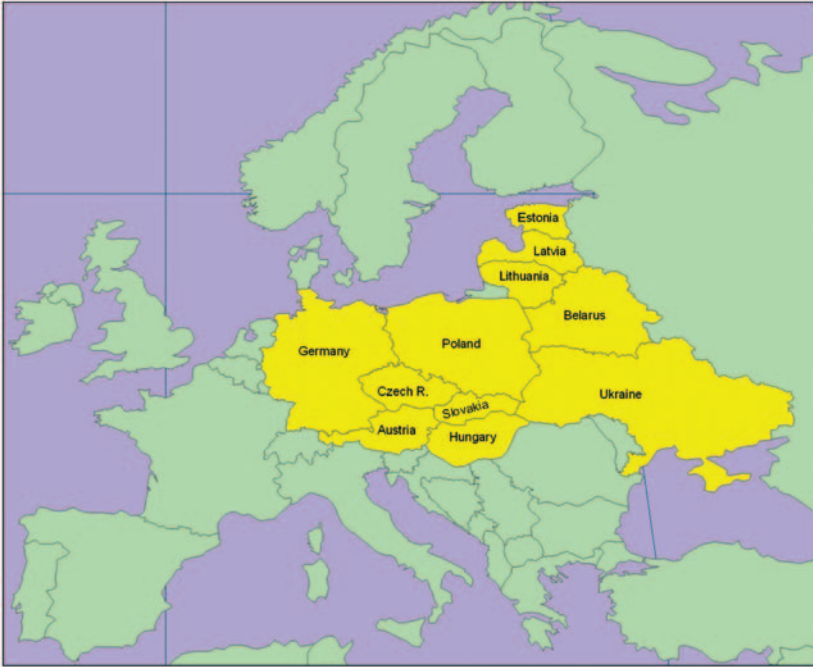 Estonia
Latvia
Lithuania
Belarus
Poland
Germany
Czech R.
Ukraine
Slovakia
Austria
Hungary